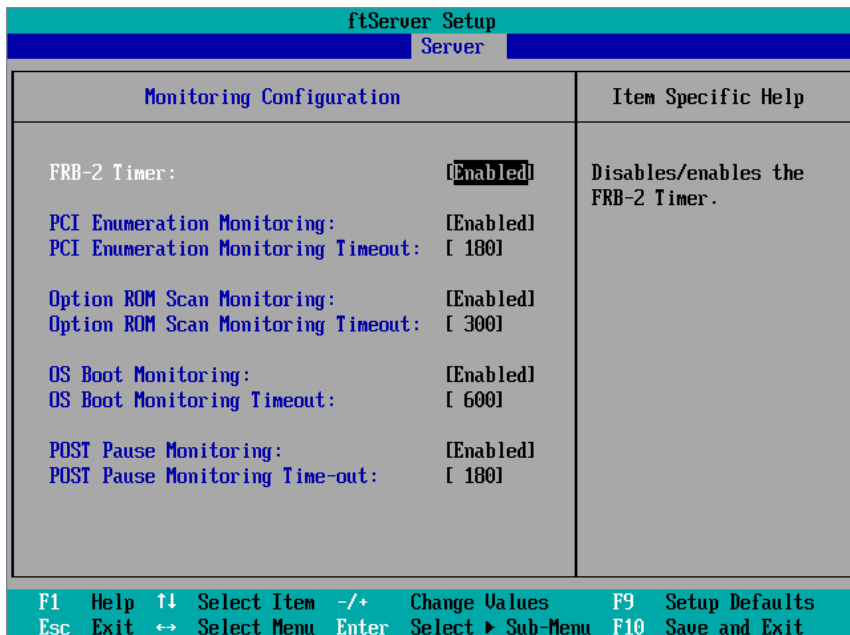 ftServer Setup
Server
Monitoring Configuration
Item Specific Help
FRB-2 Timer: [Enabled]
PCI Enumeration Monitoring: [Enabled]
PCI Enumeration Monitoring Timeout: [ 180]
Option ROM Scan Monitoring: [Enabled]
Option ROM Scan Monitoring Timeout: [ 300]
OS Boot Monitoring: [Enabled]
OS Boot Monitoring Timeout: [ 600]
POST Pause Monitoring: [Enabled]
POST Pause Monitoring Time-out: [ 180]
Disables/enables the
FRB-2 Timer.
F1 Help ↑↓ Select Item -/+ Change Values F9 Setup Defaults
Esc Exit ↔ Select Menu Enter Select ▶ Sub-Menu F10 Save and Exit